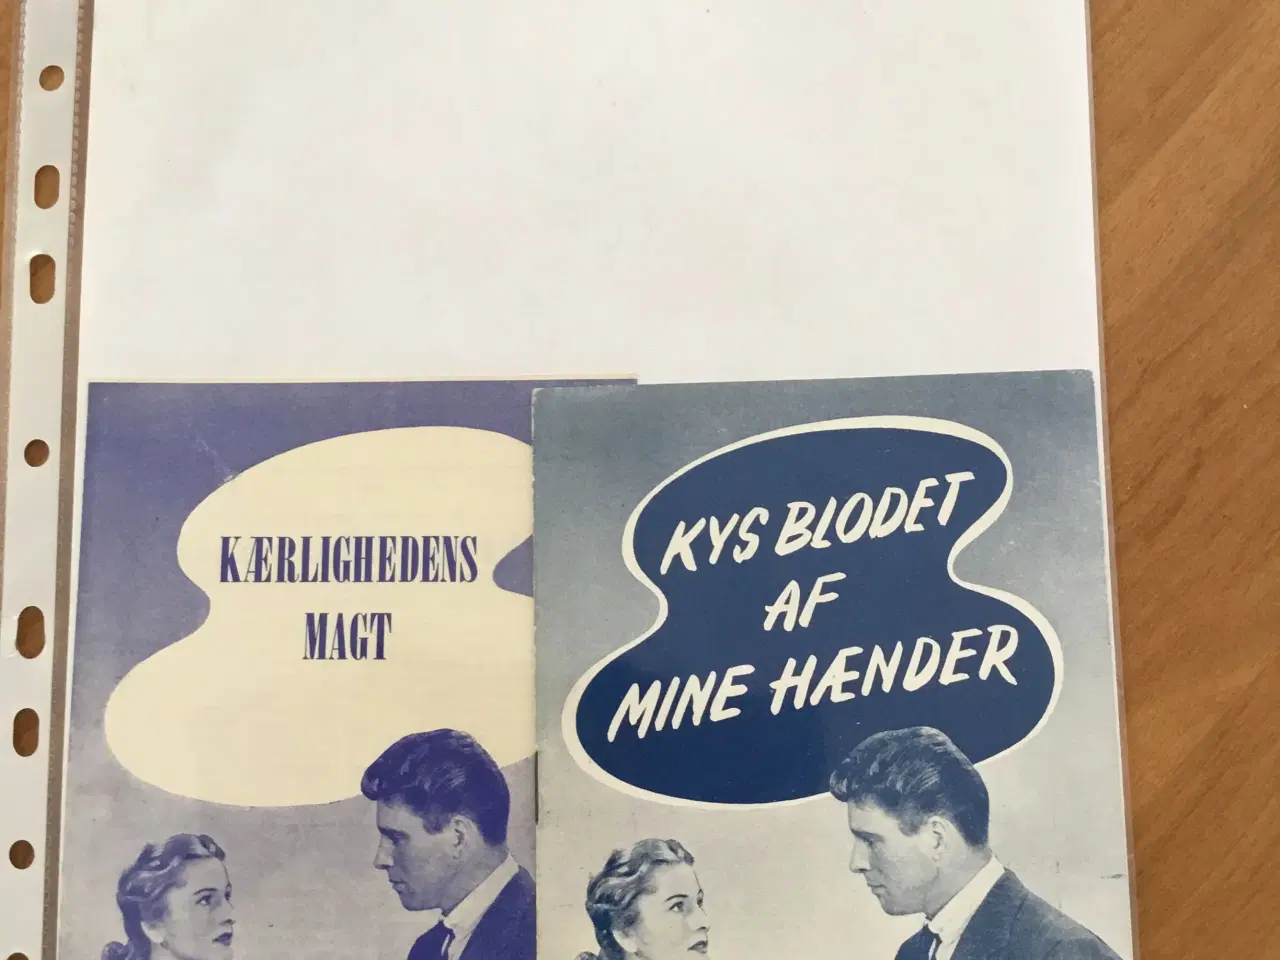 KÆRLIGHEDENS
MAGT
KYS BLODET
AF
MINE HÆNDER